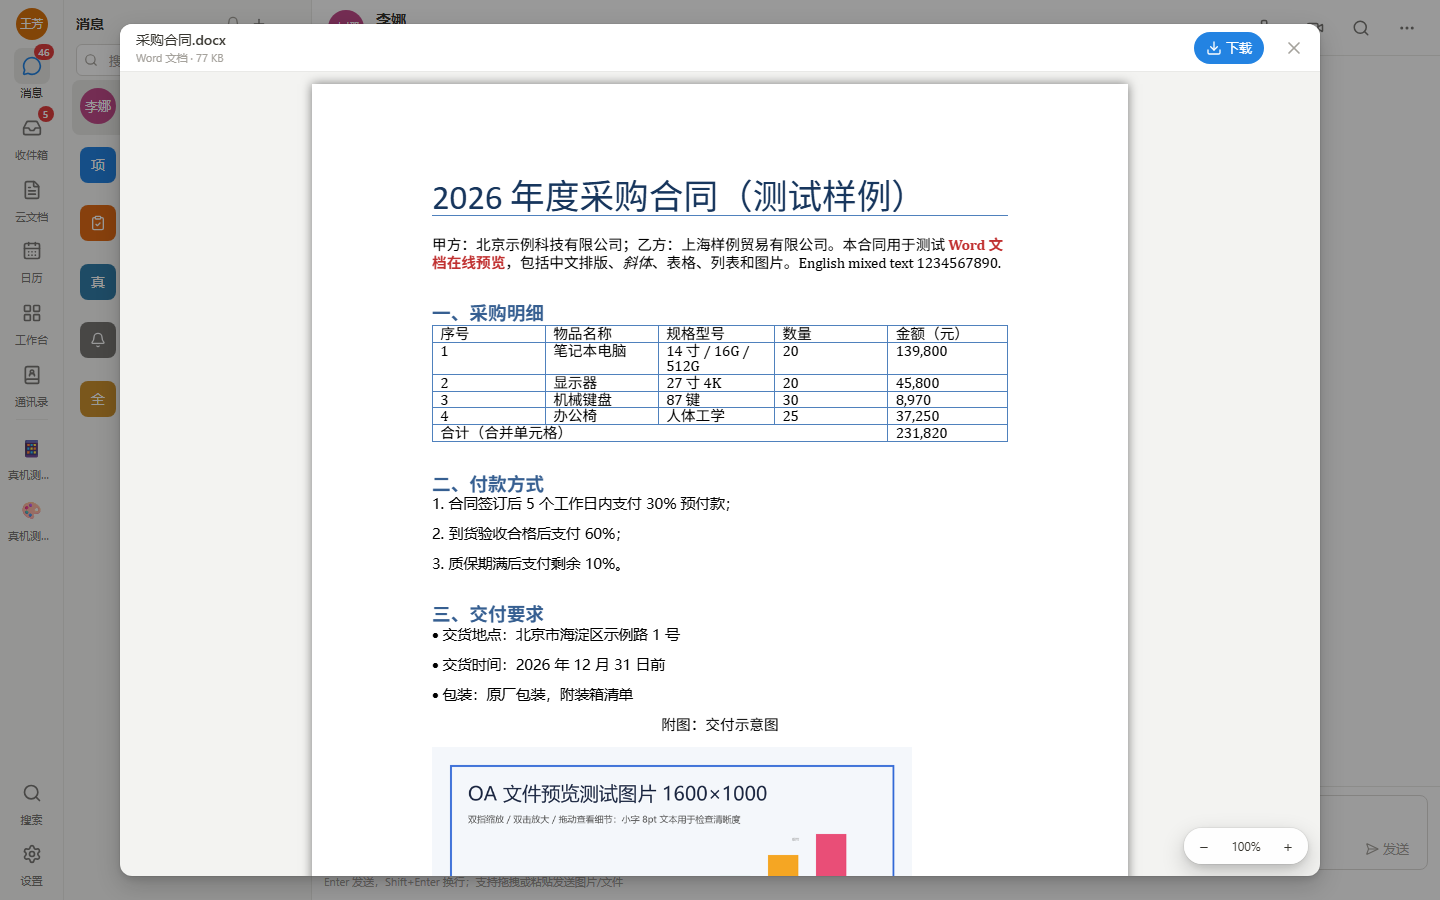 王芳
消息
46
消息
5
收件箱
云文档
日历
工作台
通讯录
真机测...
真机测...
搜索
设置
搜
李娜
项
真
全
李娜
采购合同.docx
Word 文档 · 77 KB
下载
2026 年度采购合同（测试样例）
甲方：北京示例科技有限公司；乙方：上海样例贸易有限公司。本合同用于测试 Word 文
档在线预览，包括中文排版、斜体、表格、列表和图片。English mixed text 1234567890.
一、采购明细
序号 物品名称 规格型号 数量 金额（元）
1 笔记本电脑 14 寸 / 16G / 20 139,800
512G
2 显示器 27 寸 4K 20 45,800
3 机械键盘 87 键 30 8,970
4 办公椅 人体工学 25 37,250
合计（合并单元格） 231,820
二、付款方式
1. 合同签订后 5 个工作日内支付 30% 预付款；
2. 到货验收合格后支付 60%；
3. 质保期满后支付剩余 10%。
三、交付要求
• 交货地点：北京市海淀区示例路 1 号
• 交货时间：2026 年 12 月 31 日前
• 包装：原厂包装，附装箱清单
附图：交付示意图
OA 文件预览测试图片 1600×1000
双指缩放 / 双击放大 / 拖动查看细节：小字 8pt 文本用于检查清晰度
− 100% +
发送
Enter 发送，Shift+Enter 换行；支持拖拽或粘贴发送图片/文件